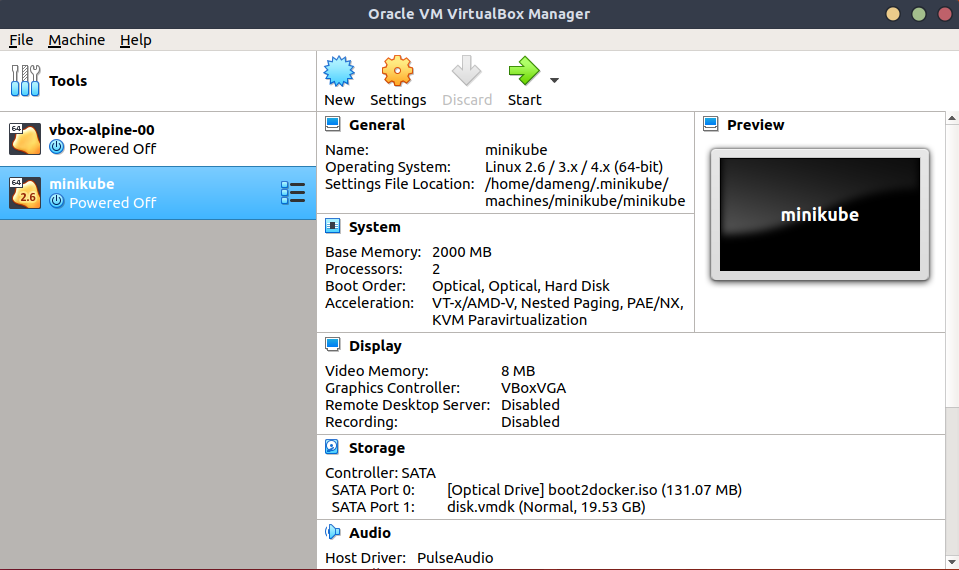 Oracle VM VirtualBox Manager
File Machine Help
Tools
New Settings Discard Start
64
vbox-alpine-00
Powered Off
64
2.6
minikube
Powered Off
General
Name: minikube
Operating System: Linux 2.6 / 3.x / 4.x (64-bit)
Settings File Location: /home/dameng/.minikube/
machines/minikube/minikube
Preview
minikube
System
Base Memory: 2000 MB
Processors: 2
Boot Order: Optical, Optical, Hard Disk
Acceleration: VT-x/AMD-V, Nested Paging, PAE/NX,
KVM Paravirtualization
Display
Video Memory: 8 MB
Graphics Controller: VBoxVGA
Remote Desktop Server: Disabled
Recording: Disabled
Storage
Controller: SATA
SATA Port 0: [Optical Drive] boot2docker.iso (131.07 MB)
SATA Port 1: disk.vmdk (Normal, 19.53 GB)
Audio
Host Driver: PulseAudio